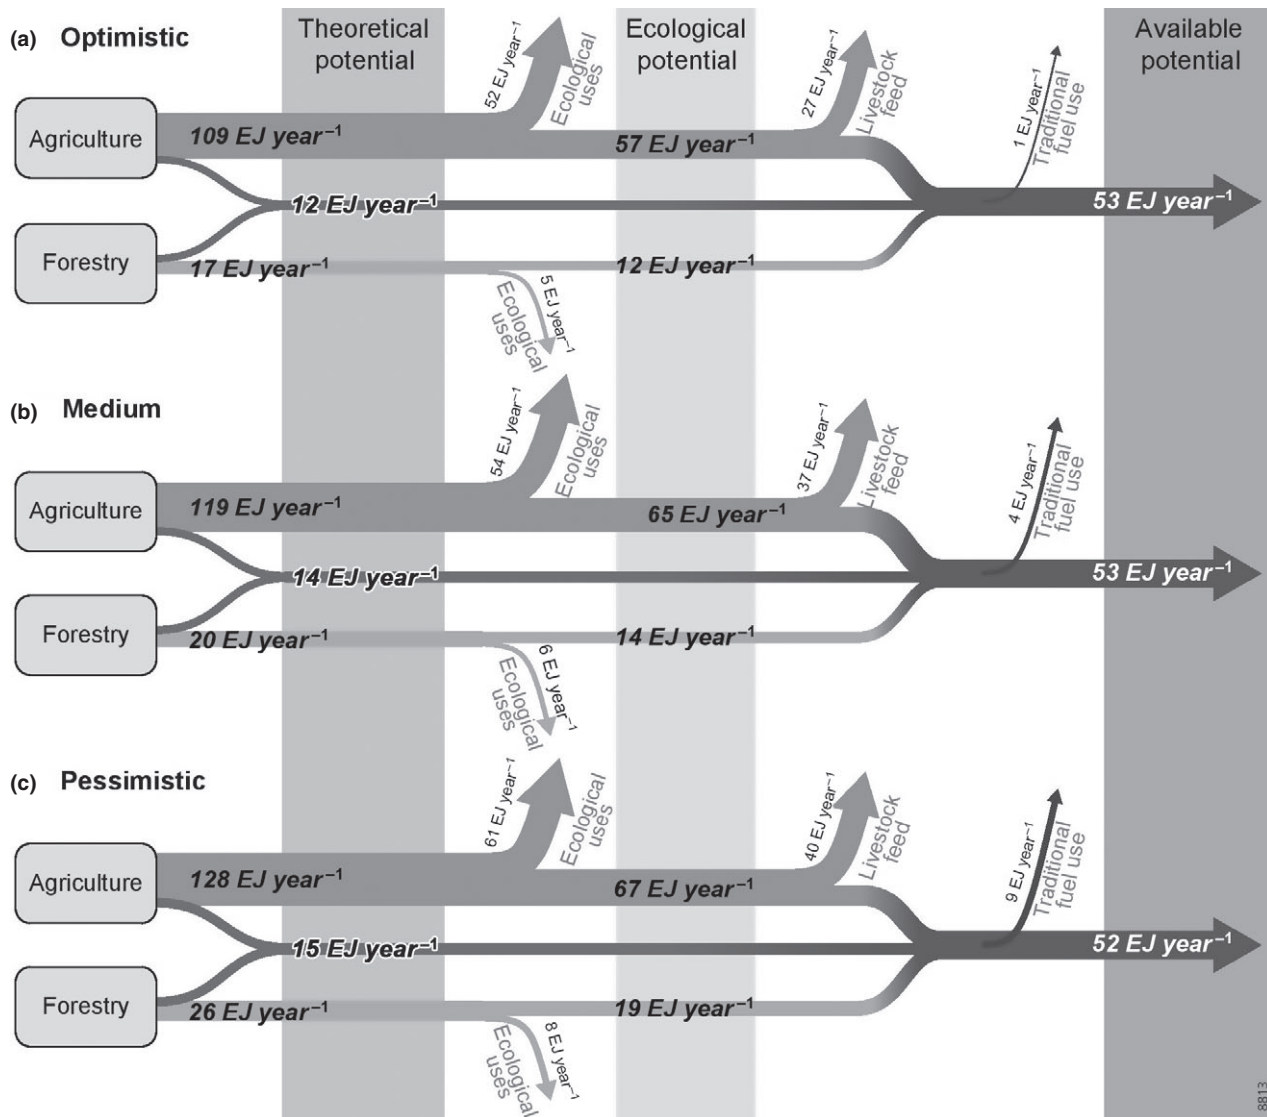 Theoretical
potential
Ecological
potential
Available
potential
(a) Optimistic
Agriculture
109 EJ year⁻¹
52 EJ year⁻¹
Ecological
uses
57 EJ year⁻¹
27 EJ year⁻¹
Livestock
feed
1 EJ year⁻¹
Traditional
fuel use
12 EJ year⁻¹
53 EJ year⁻¹
Forestry
17 EJ year⁻¹
5 EJ year⁻¹
Ecological
uses
12 EJ year⁻¹
(b) Medium
Agriculture
119 EJ year⁻¹
54 EJ year⁻¹
Ecological
uses
65 EJ year⁻¹
37 EJ year⁻¹
Livestock
feed
4 EJ year⁻¹
Traditional
fuel use
14 EJ year⁻¹
53 EJ year⁻¹
Forestry
20 EJ year⁻¹
6 EJ year⁻¹
Ecological
uses
14 EJ year⁻¹
(c) Pessimistic
Agriculture
128 EJ year⁻¹
61 EJ year⁻¹
Ecological
uses
67 EJ year⁻¹
40 EJ year⁻¹
Livestock
feed
9 EJ year⁻¹
Traditional
fuel use
15 EJ year⁻¹
52 EJ year⁻¹
Forestry
26 EJ year⁻¹
8 EJ year⁻¹
Ecological
uses
19 EJ year⁻¹
8813